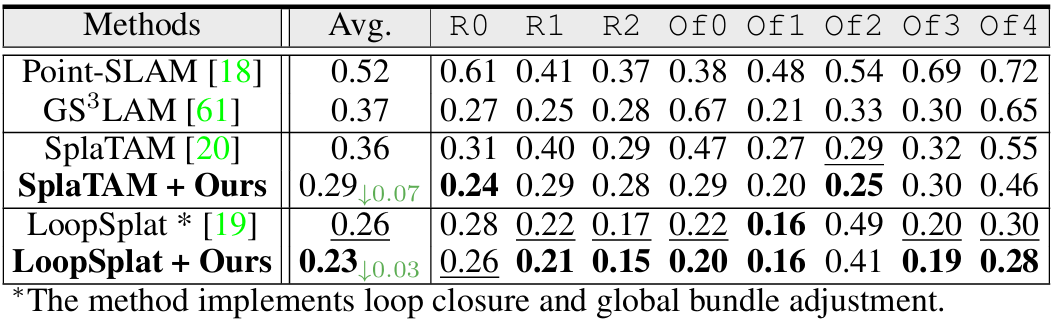 Methods Avg. R0 R1 R2 Of0 Of1 Of2 Of3 Of4
Point-SLAM [18] 0.52 0.61 0.41 0.37 0.38 0.48 0.54 0.69 0.72
GS³LAM [61] 0.37 0.27 0.25 0.28 0.67 0.21 0.33 0.30 0.65
SplaTAM [20] 0.36 0.31 0.40 0.29 0.47 0.27 0.29 0.32 0.55
SplaTAM + Ours 0.29↓0.07 0.24 0.29 0.28 0.29 0.20 0.25 0.30 0.46
LoopSplat * [19] 0.26 0.28 0.22 0.17 0.22 0.16 0.49 0.20 0.30
LoopSplat + Ours 0.23↓0.03 0.26 0.21 0.15 0.20 0.16 0.41 0.19 0.28
*The method implements loop closure and global bundle adjustment.